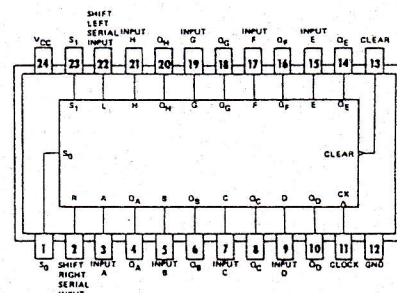 SHIFT LEFT SERIAL INPUT
VCC S1 INPUT H QH INPUT G QG INPUT F QF INPUT E QE CLEAR
24 23 22 21 20 19 18 17 16 15 14 13
S1 L H QH G QG F QF E QE
S0 CLEAR
R A QA B QB C QC D QD CK
1 2 3 4 5 6 7 8 9 10 11 12
S0 SHIFT RIGHT SERIAL INPUT INPUT A QA INPUT B QB INPUT C QC INPUT D QD CLOCK GND